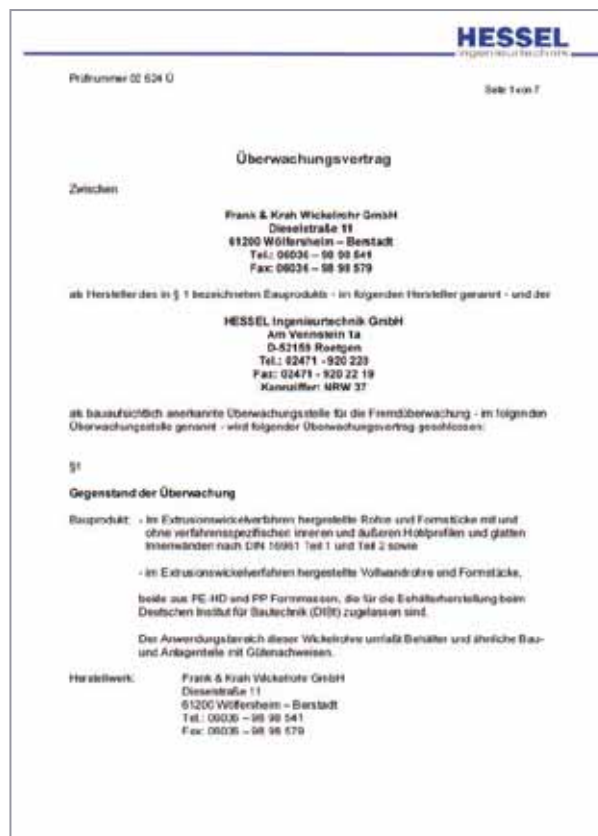 HESSEL
Ingenieurtechnik
Prüfnummer 02 624 Ü
Seite 1 von 7
Überwachungsvertrag
Zwischen
Frank & Krah Wickelrohr GmbH
Dieselstraße 11
61200 Wölfersheim – Berstadt
Tel.: 06036 – 98 98 541
Fax: 06036 – 98 98 579
als Hersteller des in § 1 bezeichneten Bauprodukts - im folgenden Hersteller genannt - und der
HESSEL Ingenieurtechnik GmbH
Am Vennstein 1a
D-52159 Roetgen
Tel.: 02471 - 920 220
Fax: 02471 - 920 22 19
Kennziffer: NRW 37
als bauaufsichtlich anerkannte Überwachungsstelle für die Fremdüberwachung - im folgenden
Überwachungsstelle genannt - wird folgender Überwachungsvertrag geschlossen:
§1
Gegenstand der Überwachung
Bauprodukt: - Im Extrusionswickelverfahren hergestellte Rohre und Formstücke mit und
ohne verfahrensspezifischen inneren und äußeren Hohlprofilen und glatten
Innenwänden nach DIN 16961 Teil 1 und Teil 2 sowie
- im Extrusionswickelverfahren hergestellte Vollwandrohre und Formstücke,
beide aus PE-HD und PP Formmassen, die für die Behälterherstellung beim
Deutschen Institut für Bautechnik (DIBt) zugelassen sind.
Der Anwendungsbereich dieser Wickelrohre umfaßt Behälter und ähnliche Bau-
und Anlagenteile mit Gütenachweisen.
Herstellwerk: Frank & Krah Wickelrohr GmbH
Dieselstraße 11
61200 Wölfersheim – Berstadt
Tel.: 06036 – 98 98 541
Fax: 06036 – 98 98 579